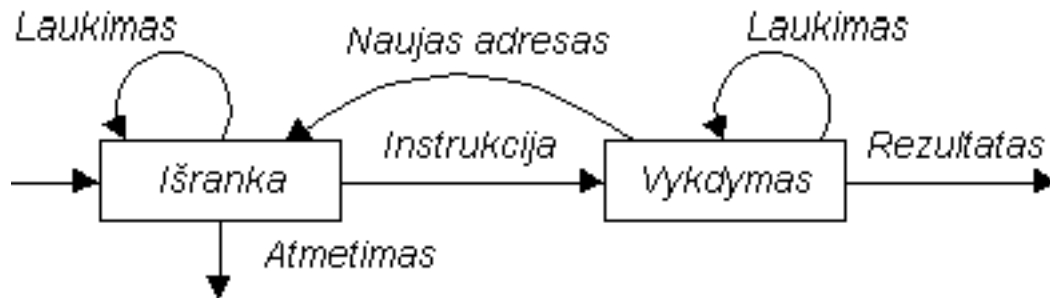 Laukimas
Naujas adresas
Laukimas
Išranka
Instrukcija
Vykdymas
Rezultatas
Atmetimas